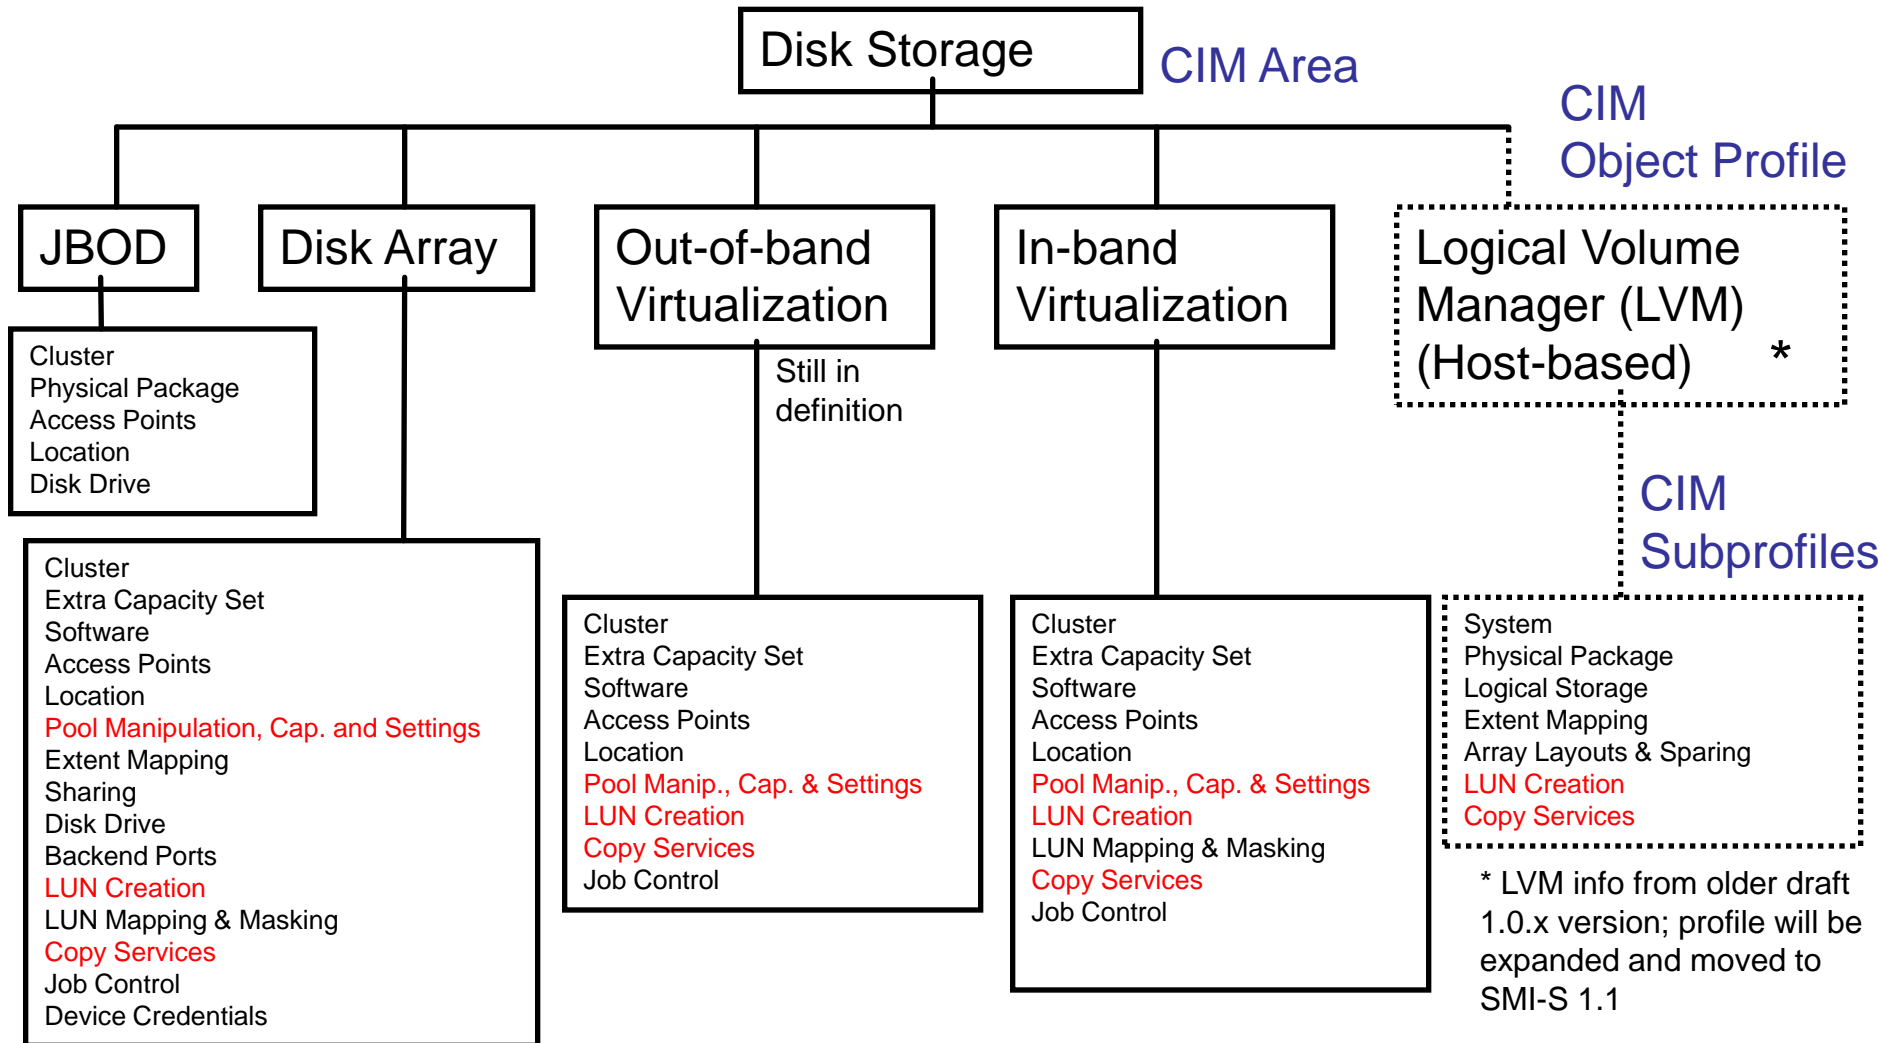 Disk Storage
CIM Area
CIM
Object Profile
JBOD
Disk Array
Out-of-band
Virtualization
In-band
Virtualization
Logical Volume
Manager (LVM)
(Host-based) *
Still in
definition
Cluster
Physical Package
Access Points
Location
Disk Drive
CIM
Subprofiles
Cluster
Extra Capacity Set
Software
Access Points
Location
Pool Manipulation, Cap. and Settings
Extent Mapping
Sharing
Disk Drive
Backend Ports
LUN Creation
LUN Mapping & Masking
Copy Services
Job Control
Device Credentials
Cluster
Extra Capacity Set
Software
Access Points
Location
Pool Manip., Cap. & Settings
LUN Creation
Copy Services
Job Control
Cluster
Extra Capacity Set
Software
Access Points
Location
Pool Manip., Cap. & Settings
LUN Creation
LUN Mapping & Masking
Copy Services
Job Control
System
Physical Package
Logical Storage
Extent Mapping
Array Layouts & Sparing
LUN Creation
Copy Services
* LVM info from older draft
1.0.x version; profile will be
expanded and moved to
SMI-S 1.1